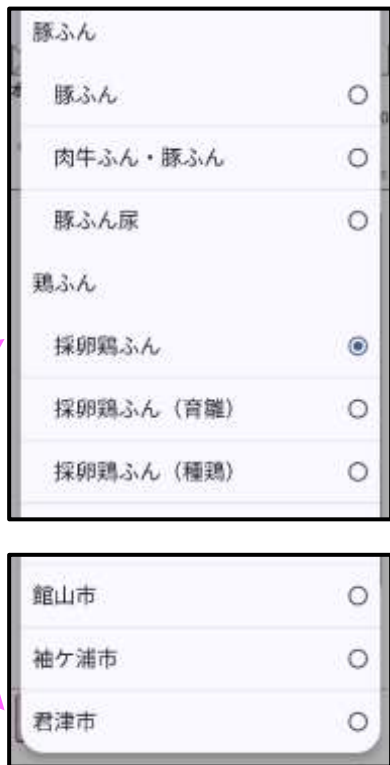 豚ふん
豚ふん
肉牛ふん・豚ふん
豚ふん尿
鶏ふん
採卵鶏ふん
採卵鶏ふん（育雛）
採卵鶏ふん（種鶏）
館山市
袖ケ浦市
君津市